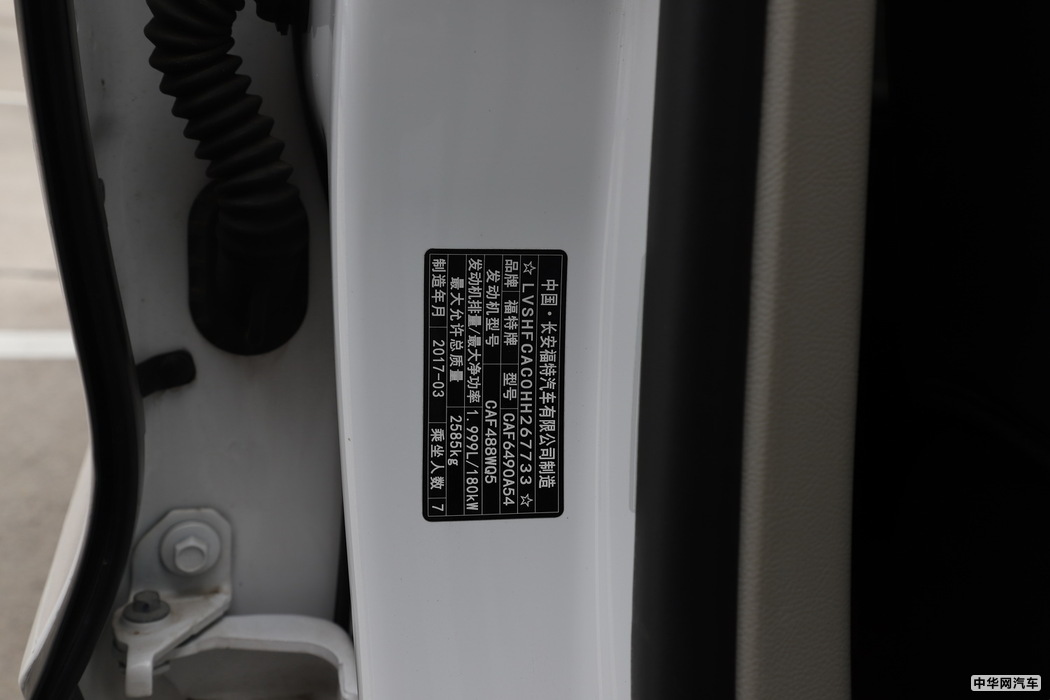 中国·长安福特汽车有限公司制造
☆LVSHFCAC0HH267733☆
品牌 福特牌 型号 CAF6490A54
发动机型号 CAF488WQ5
发动机排量/最大净功率 1.999L/180kW
最大允许总质量 2585kg
制造年月 2017-03 乘坐人数 7
中华网汽车